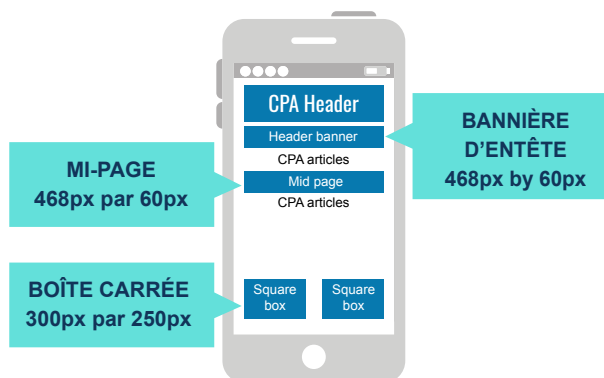 CPA Header
Header banner
CPA articles
Mid page
CPA articles
Square
box
Square
box
MI-PAGE
468px par 60px
BOÎTE CARRÉE
300px par 250px
BANNIÈRE
D’ENTÊTE
468px by 60px